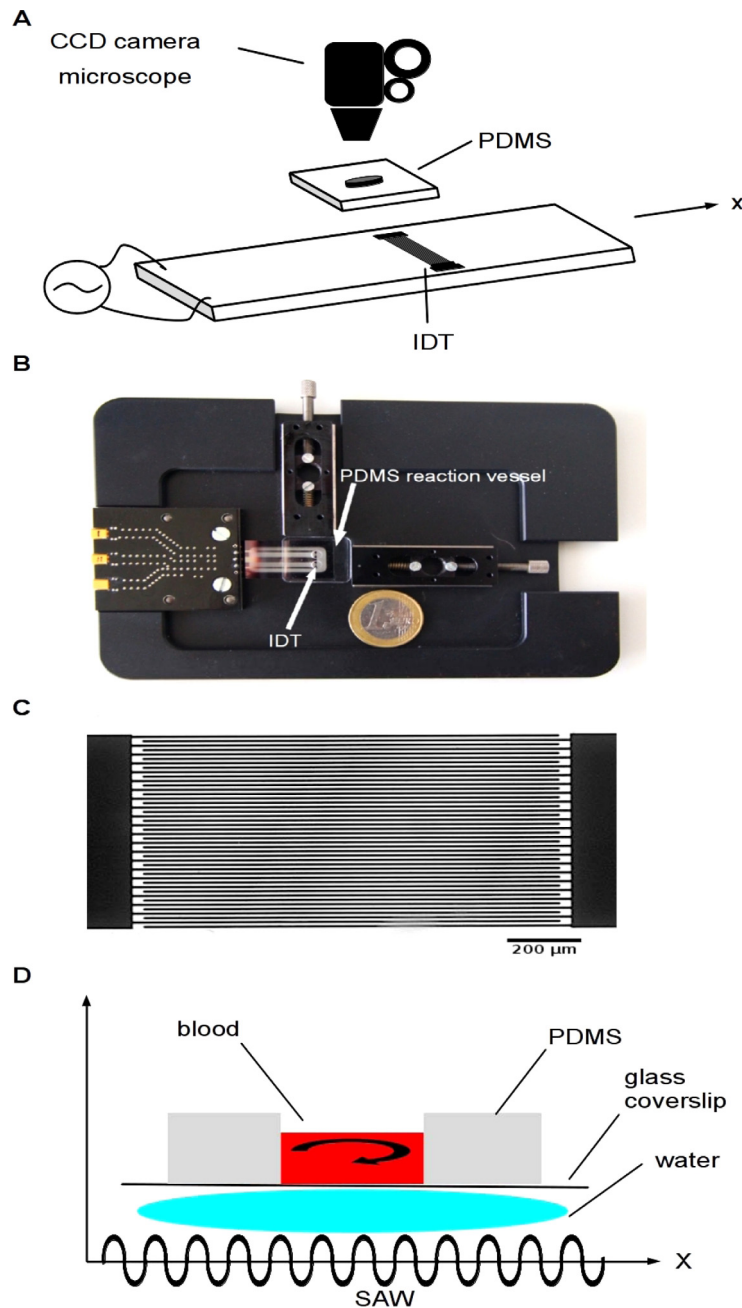 A
CCD camera
microscope
PDMS
x
IDT
B
PDMS reaction vessel
IDT
C
200 µm
D
blood
PDMS
glass
coverslip
water
X
SAW